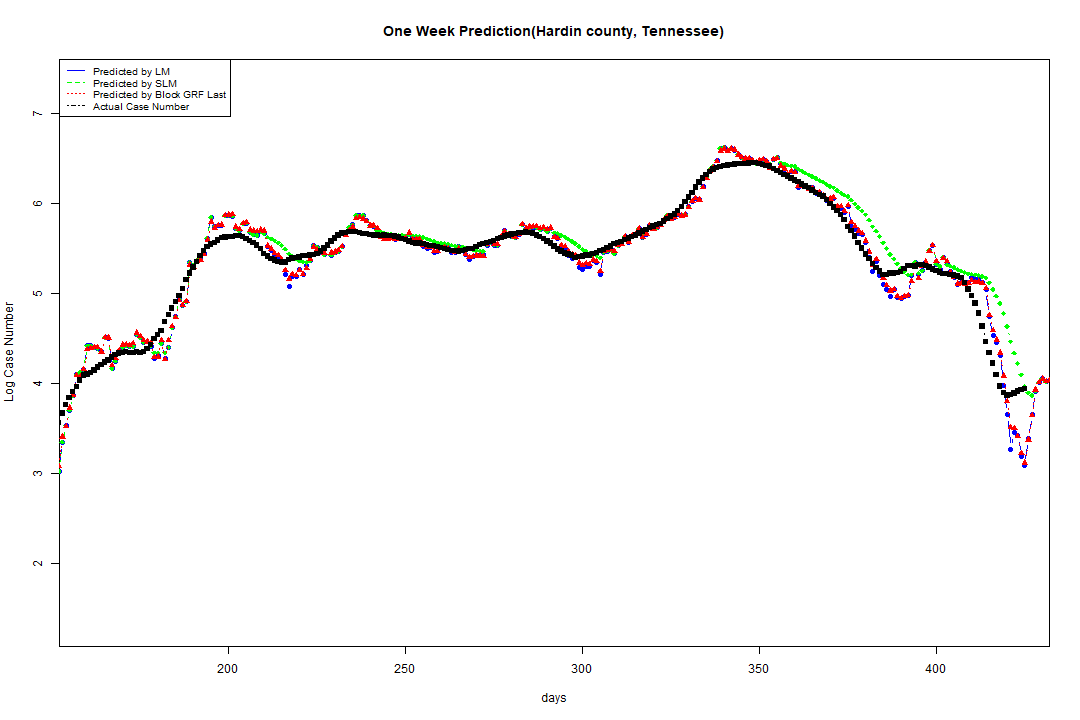 One Week Prediction(Hardin county, Tennessee)
Predicted by LM
Predicted by SLM
Predicted by Block GRF Last
Actual Case Number
7
6
5
4
3
2
Log Case Number
200 250 300 350 400
days